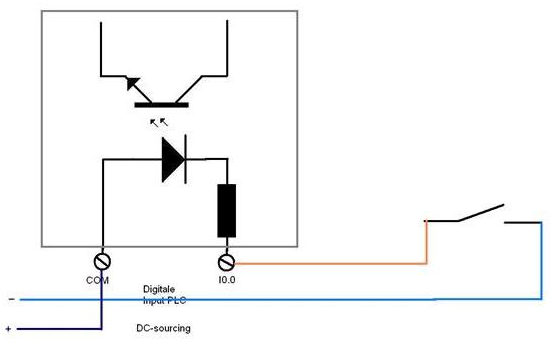 COM
I0.0
Digitale
Input PLC
−
+
DC-sourcing